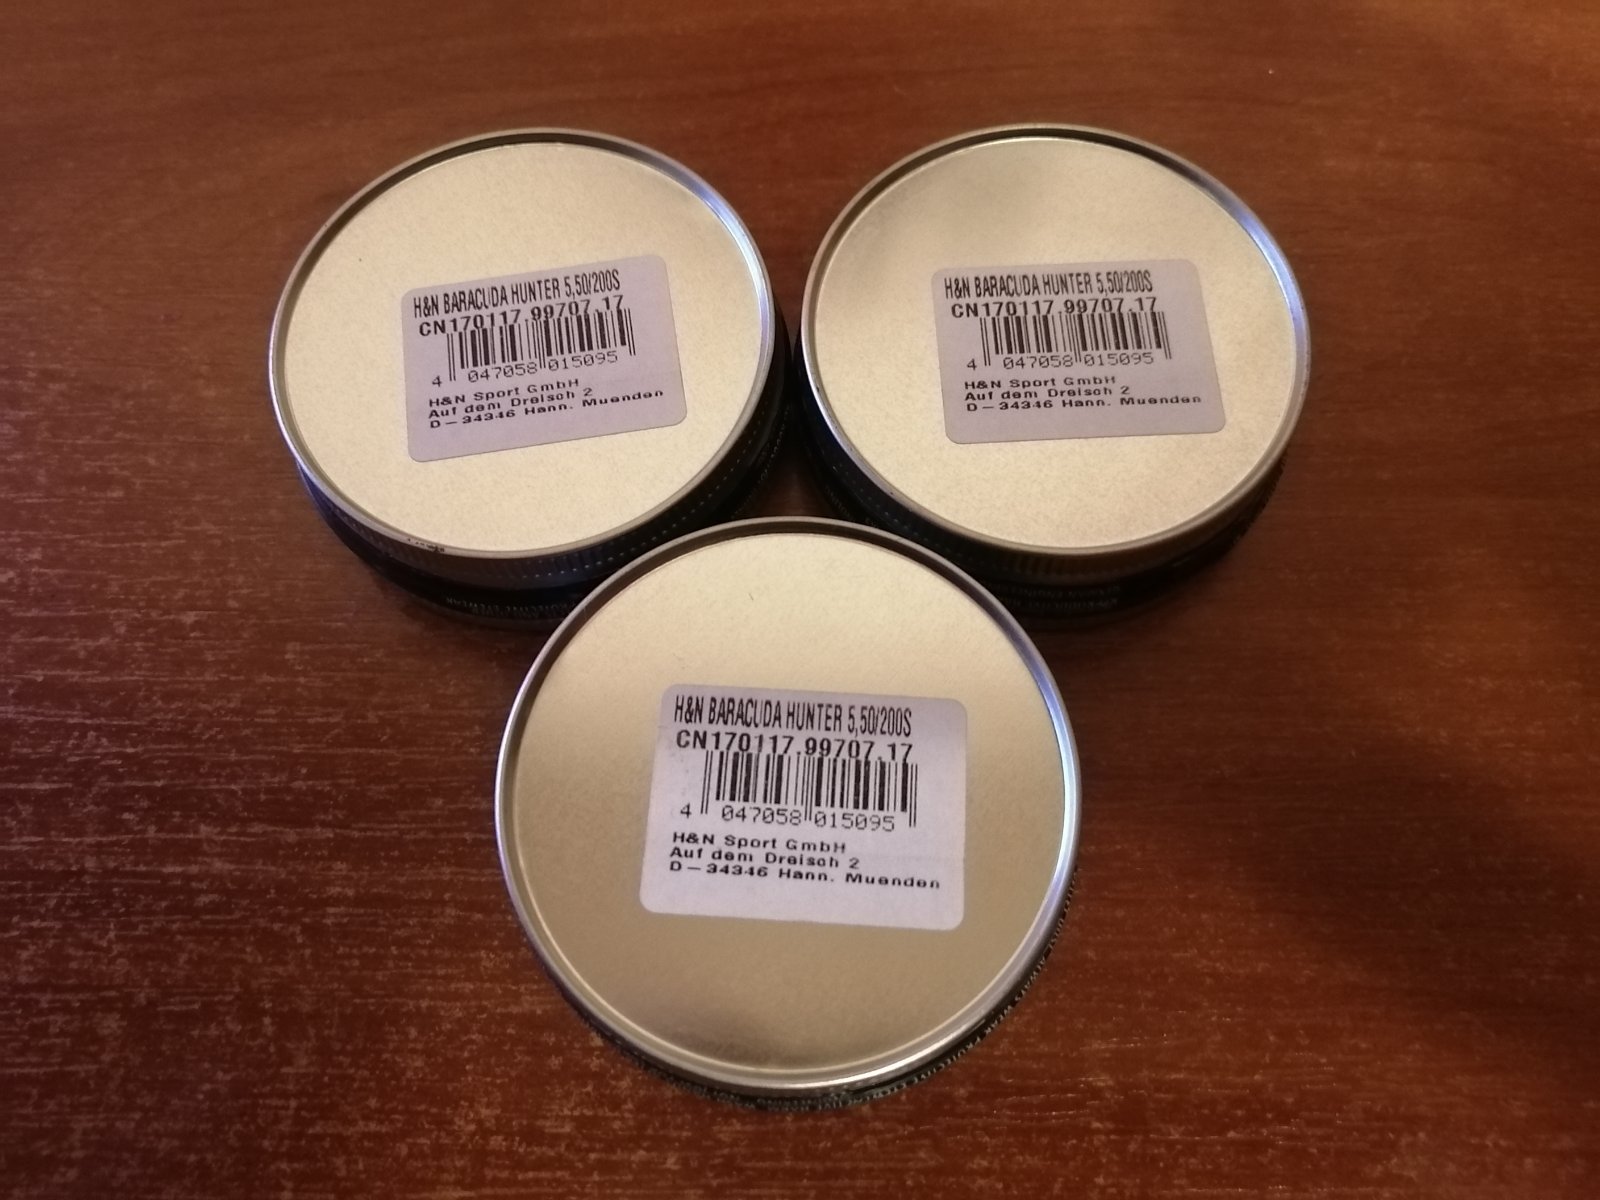 H&N BARACUDA HUNTER 5,50/200S
CN170117.99707.17
4 047058 015095
H&N Sport GmbH
Auf dem Dreisch 2
D-34346 Hann. Muenden
H&N BARACUDA HUNTER 5,50/200S
CN170117.99707.17
4 047058 015095
H&N Sport GmbH
Auf dem Dreisch 2
D-34346 Hann. Muenden
H&N BARACUDA HUNTER 5,50/200S
CN170117.99707.17
4 047058 015095
H&N Sport GmbH
Auf dem Dreisch 2
D-34346 Hann. Muenden